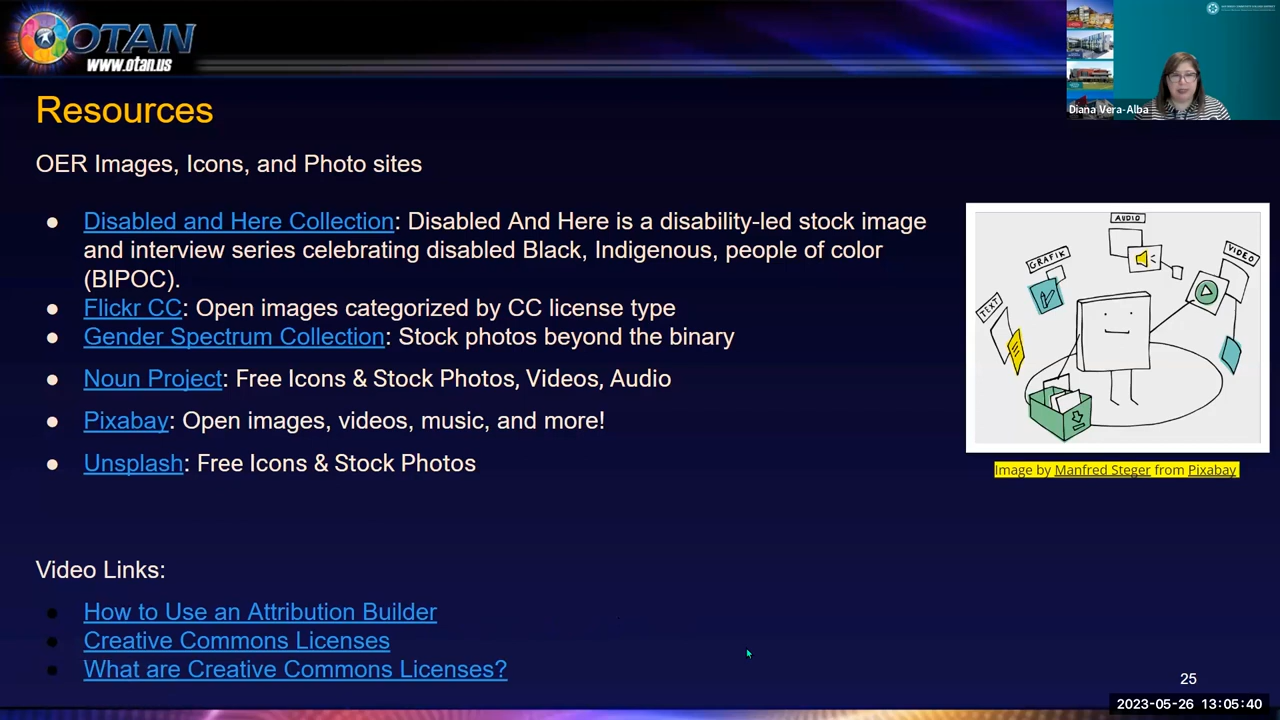 OTAN
www.otan.us
Diana Vera-Alba
Resources
OER Images, Icons, and Photo sites
● Disabled and Here Collection: Disabled And Here is a disability-led stock image
and interview series celebrating disabled Black, Indigenous, people of color
(BIPOC).
● Flickr CC: Open images categorized by CC license type
● Gender Spectrum Collection: Stock photos beyond the binary
● Noun Project: Free Icons & Stock Photos, Videos, Audio
● Pixabay: Open images, videos, music, and more!
● Unsplash: Free Icons & Stock Photos
AUDIO
GRAFIK
VIDEO
TEXT
Image by Manfred Steger from Pixabay
Video Links:
● How to Use an Attribution Builder
● Creative Commons Licenses
● What are Creative Commons Licenses?
25
2023-05-26 13:05:40